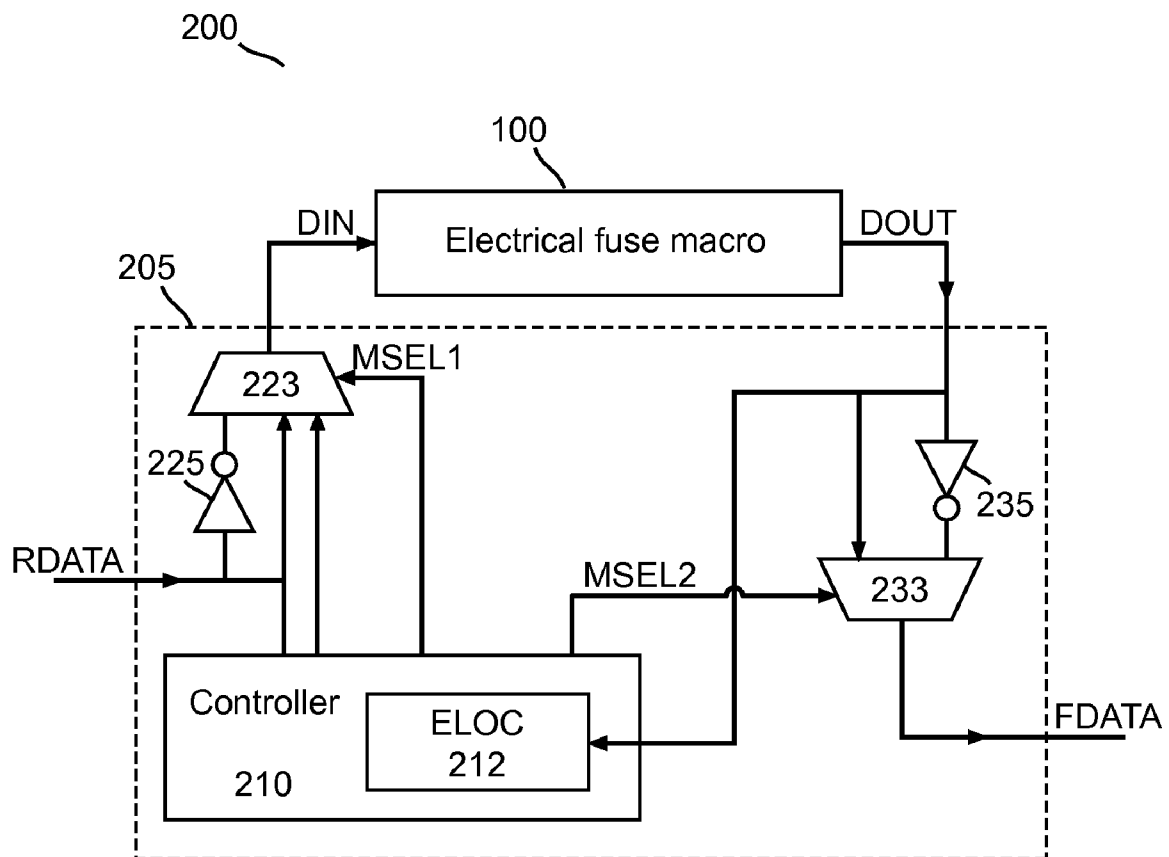 200
100
DIN
Electrical fuse macro
DOUT
205
MSEL1
223
225
235
RDATA
MSEL2
233
Controller
ELOC
212
210
FDATA